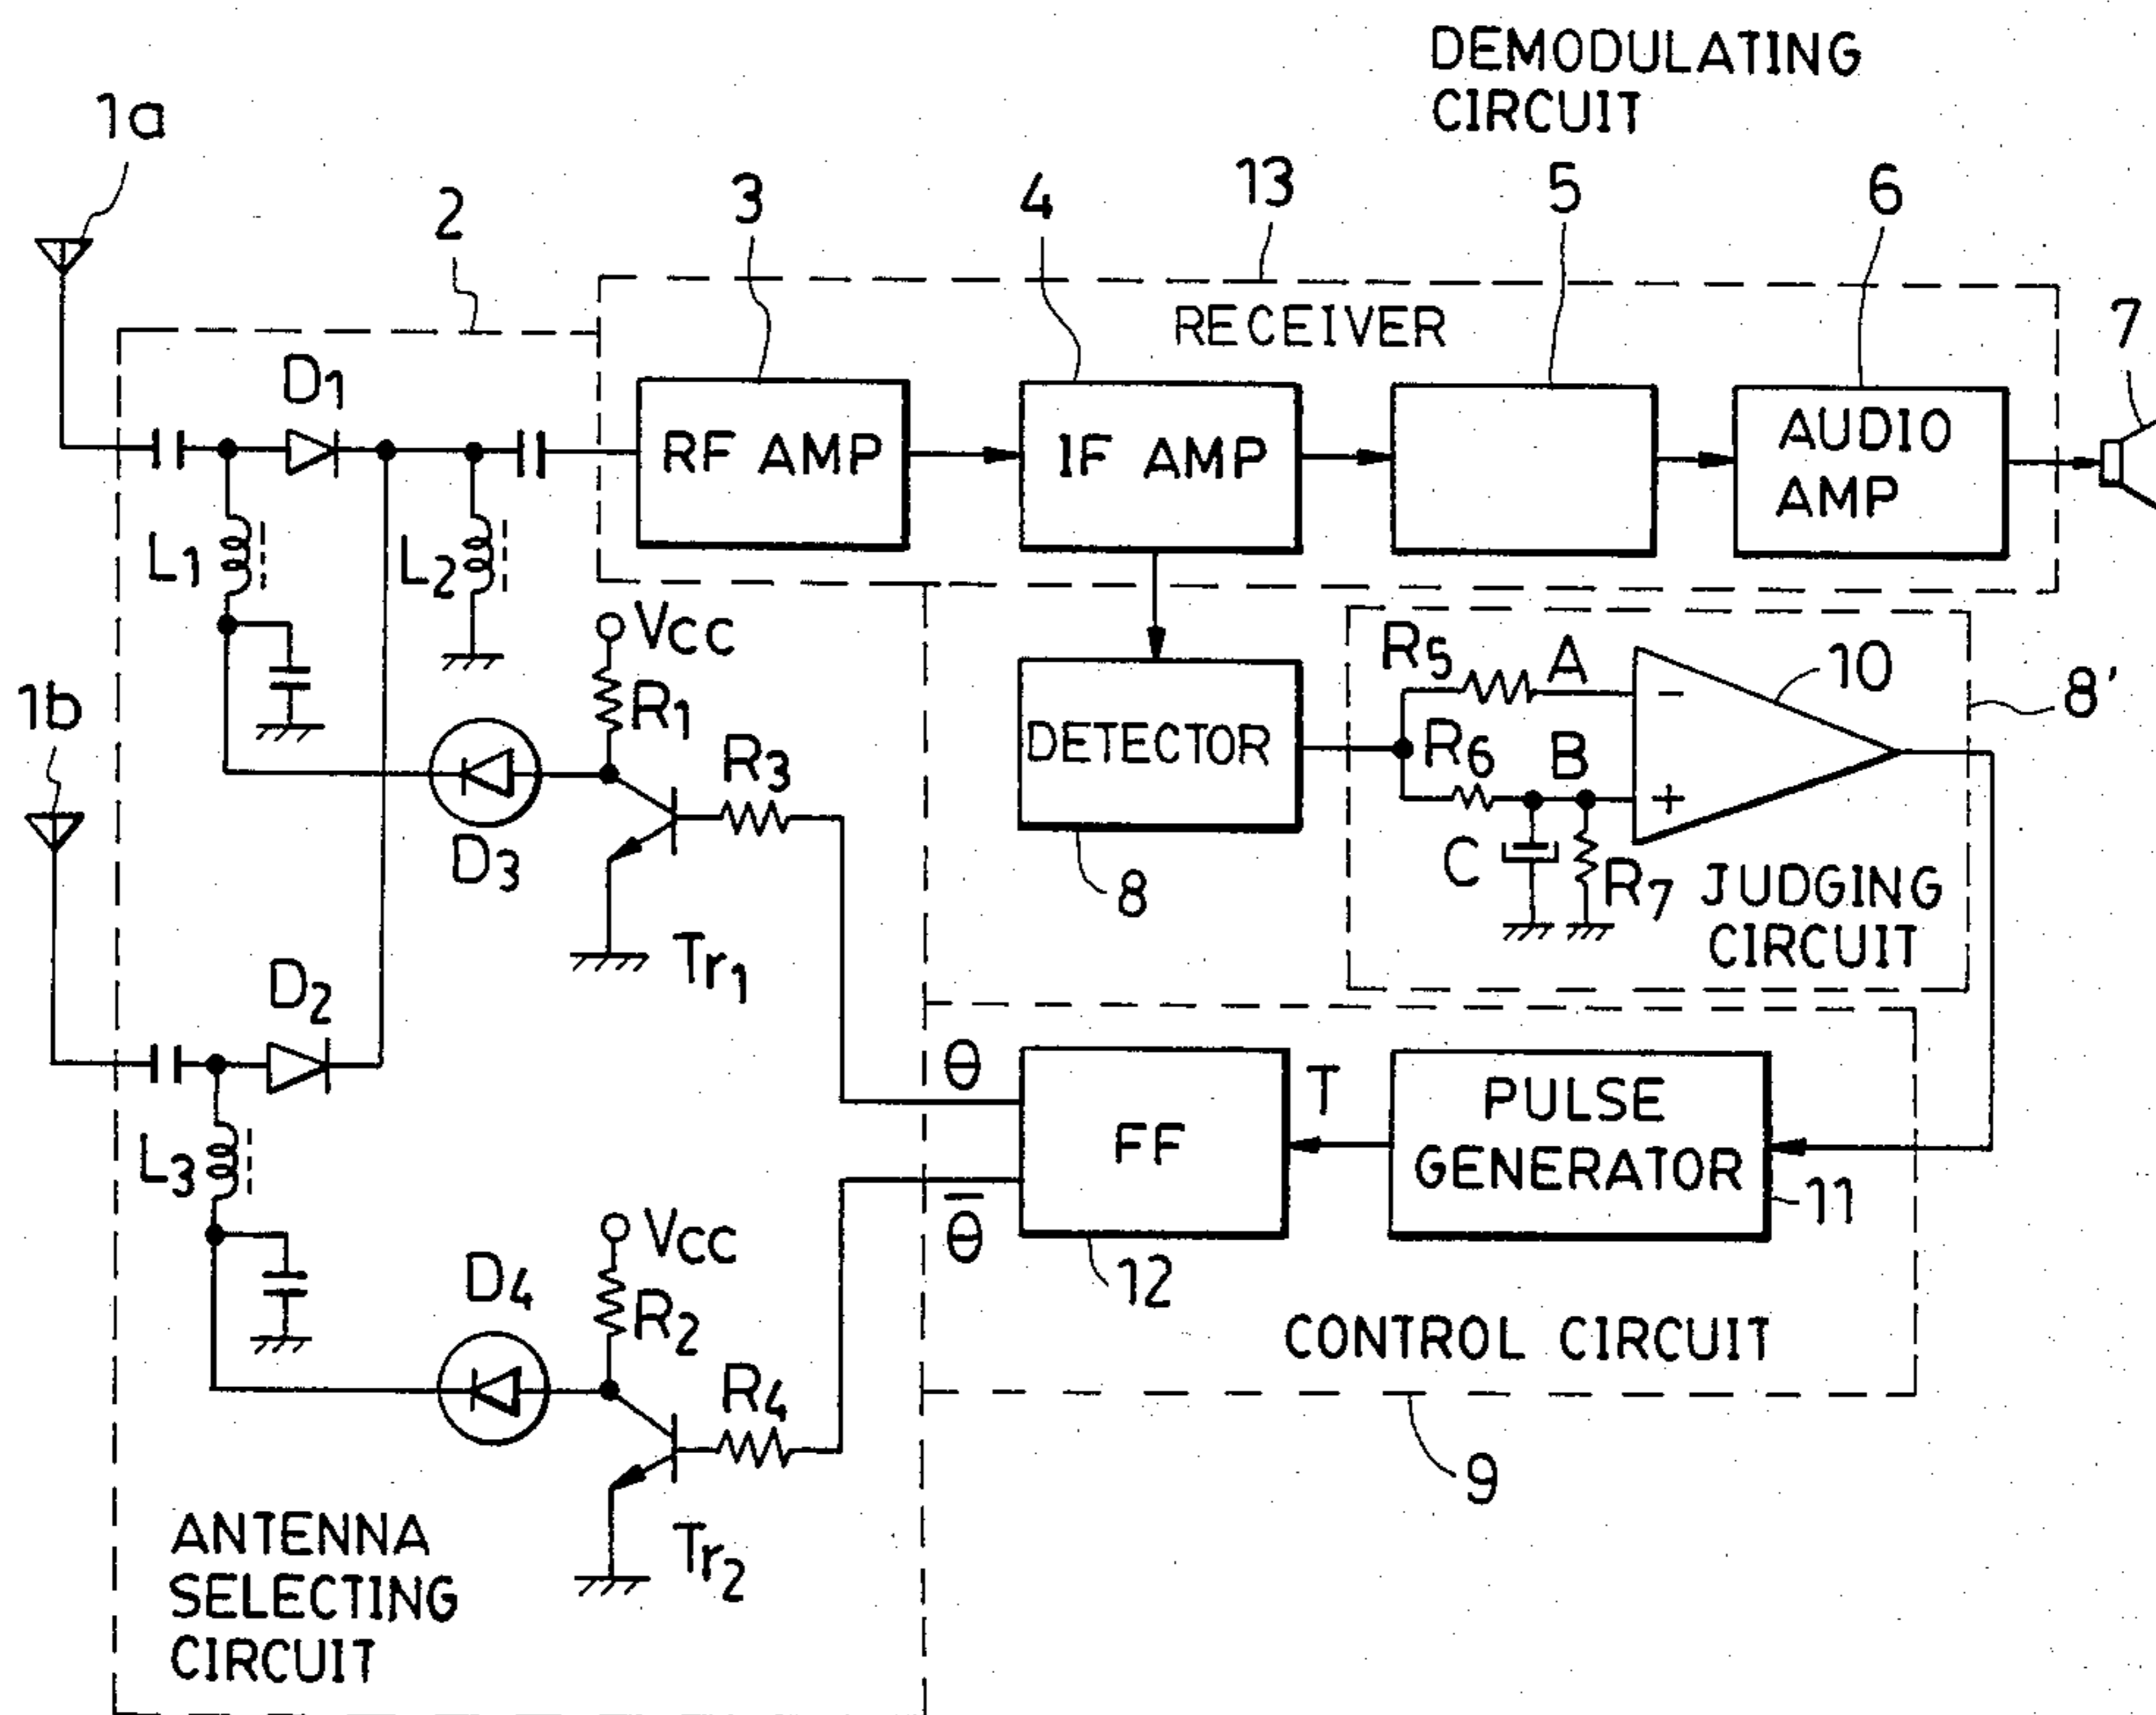 DEMODULATING
CIRCUIT
1a
2
3
4
13
5
6
7
RECEIVER
D1
RF AMP
IF AMP
AUDIO
AMP
L1
L2
VCC
R1
R3
D3
Tr1
1b
DETECTOR
8
R5
A
10
8'
R6
B
-
+
C
R7
JUDGING
CIRCUIT
D2
L3
θ
θ̅
FF
12
T
PULSE
GENERATOR
11
CONTROL CIRCUIT
9
VCC
R2
D4
R4
Tr2
ANTENNA
SELECTING
CIRCUIT